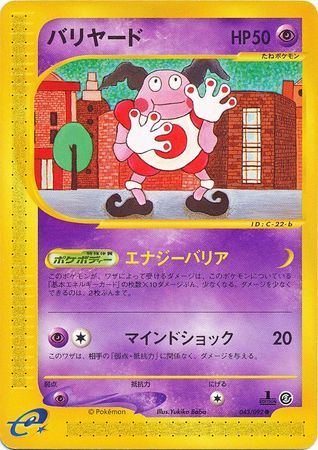 バリヤード HP50
たねポケモン
ID:C-22-b
特殊体質
ポケボディー エナジーバリア
このポケモンが、ワザによって受けるダメージは、このポケモンについている
「基本エネルギーカード」の枚数×10ダメージぶん、少なくなる。ダメージを少なく
できるのは、2枚ぶんまで。
マインドショック 20
このワザは、相手の「弱点・抵抗力」に関係なく、ダメージをあたえる。
弱点 抵抗力 にげる
e
©Pokémon Illus.Yukiko Baba 043/092
1
EDITION